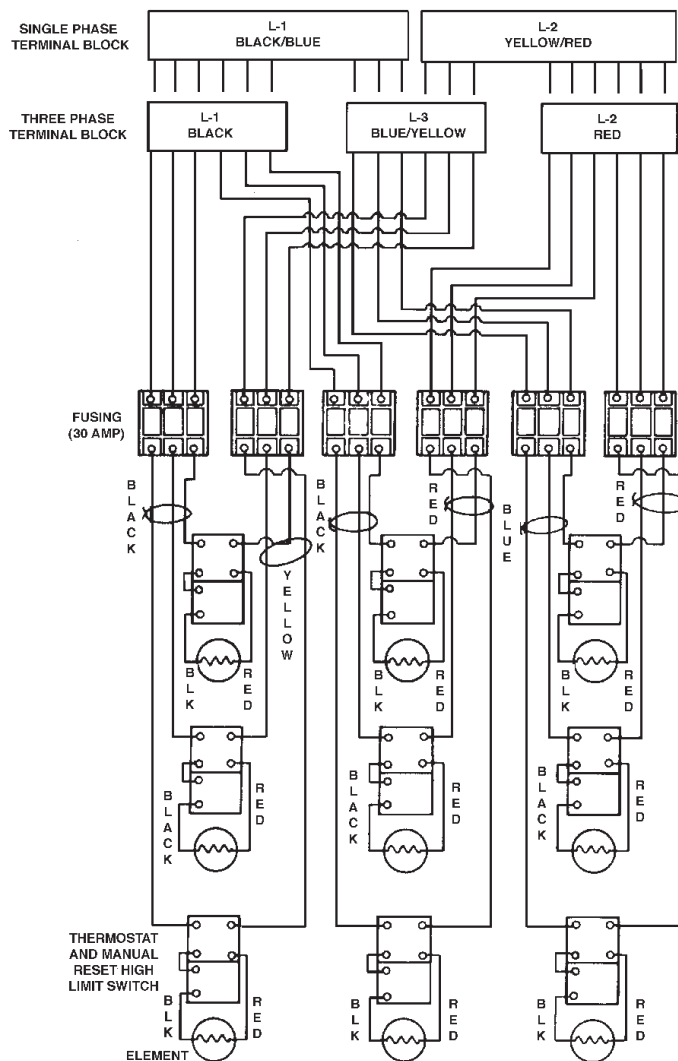 SINGLE PHASE
TERMINAL BLOCK
L-1
BLACK/BLUE
L-2
YELLOW/RED
THREE PHASE
TERMINAL BLOCK
L-1
BLACK
L-3
BLUE/YELLOW
L-2
RED
FUSING
(30 AMP)
BLACK
YELLOW
BLACK
RED
BLUE
RED
BLK
RED
BLK
RED
BLK
RED
BLACK
RED
BLACK
RED
BLACK
RED
THERMOSTAT
AND MANUAL
RESET HIGH
LIMIT SWITCH
BLK
RED
BLK
RED
BLK
RED
ELEMENT